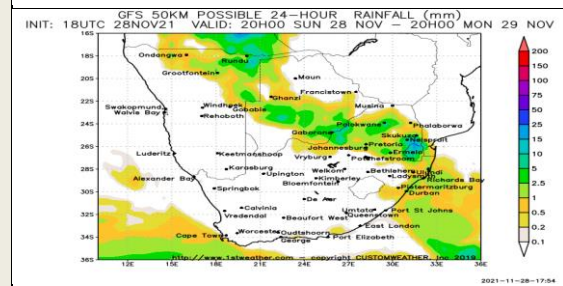 GFS 50KM POSSIBLE 24-HOUR RAINFALL (mm)
INIT: 18UTC 28NOV21 VALID: 20H00 SUN 28 NOV – 20H00 MON 29 NOV
16S
18S
20S
22S
24S
26S
28S
30S
32S
34S
36S
Ondangwa
Rundu
Grootfontein
Maun
Francistown
Ghanzi
Musina
Swakopmund
Walvis Bay
Windhoek
Gobabis
Rehoboth
Polokwane
Phalaborwa
Gaborone
Skukuza
Nelspruit
Pretoria
Johannesburg
Ermelo
Luderitz
Keetmanshoop
Vryburg
Potchefstroom
Karasburg
Upington
Welkom
Bethlehem
Ulundi
Alexander Bay
Kimberley
Ladysmith
Richards Bay
Bloemfontein
Springbok
Pietermaritzburg
Durban
De Aar
Calvinia
Umtata
Port St Johns
Vredendal
Beaufort West
Queenstown
East London
Cape Town
Worcester
Oudtshoorn
George
Port Elizabeth
http://www.1stweather.com – copyright CUSTOMWEATHER, Inc 2019
12E 15E 18E 21E 24E 27E 30E 33E 36E
200
150
100
75
50
25
15
10
5
2.5
1
0.5
0.2
0.1
2021-11-28-17:54